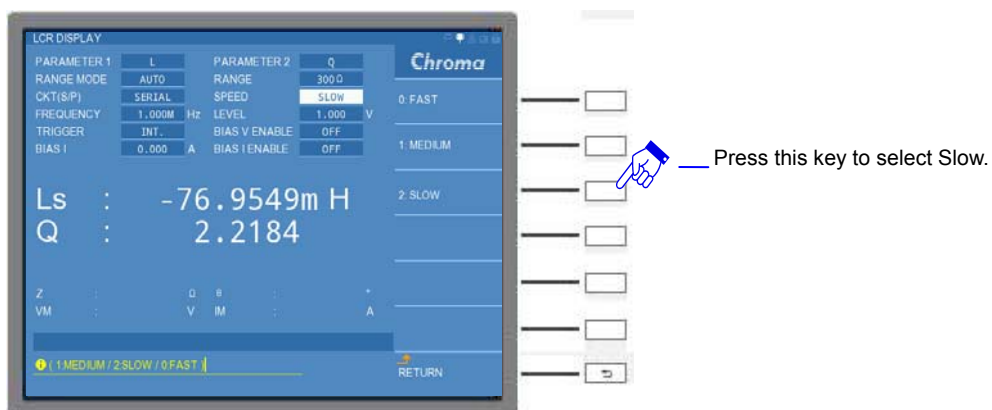 LCR DISPLAY
Chroma
PARAMETER 1 L PARAMETER 2 Q
RANGE MODE AUTO RANGE 300 Ω
CKT(S/P) SERIAL SPEED SLOW
FREQUENCY 1.000M Hz LEVEL 1.000 V
TRIGGER INT. BIAS V ENABLE OFF
BIAS I 0.000 A BIAS I ENABLE OFF
0: FAST
1: MEDIUM
2: SLOW
Press this key to select Slow.
Ls : -76.9549m H
Q : 2.2184
Z : Ω θ : °
VM : V IM : A
( 1:MEDIUM / 2:SLOW / 0:FAST )
RETURN